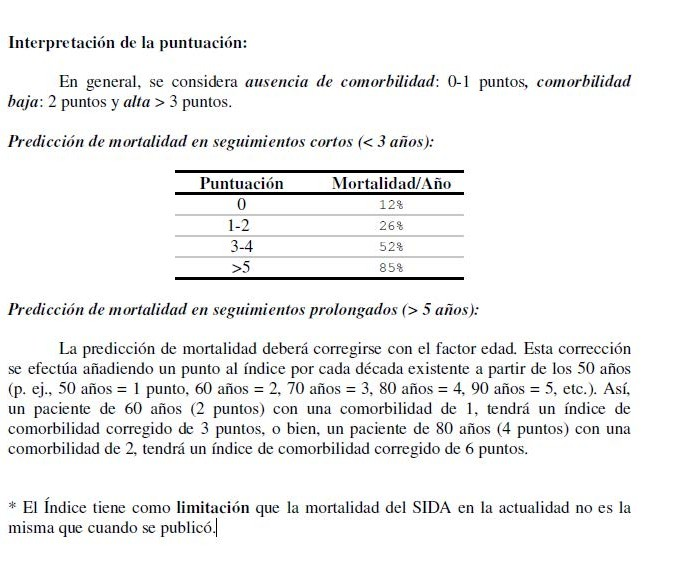 Interpretación de la puntuación:
En general, se considera ausencia de comorbilidad: 0-1 puntos, comorbilidad
baja: 2 puntos y alta > 3 puntos.
Predicción de mortalidad en seguimientos cortos (< 3 años):
Puntuación Mortalidad/Año
0 12%
1-2 26%
3-4 52%
>5 85%
Predicción de mortalidad en seguimientos prolongados (> 5 años):
La predicción de mortalidad deberá corregirse con el factor edad. Esta corrección
se efectúa añadiendo un punto al índice por cada década existente a partir de los 50 años
(p. ej., 50 años = 1 punto, 60 años = 2, 70 años = 3, 80 años = 4, 90 años = 5, etc.). Así,
un paciente de 60 años (2 puntos) con una comorbilidad de 1, tendrá un índice de
comorbilidad corregido de 3 puntos, o bien, un paciente de 80 años (4 puntos) con una
comorbilidad de 2, tendrá un índice de comorbilidad corregido de 6 puntos.
* El Índice tiene como limitación que la mortalidad del SIDA en la actualidad no es la
misma que cuando se publicó.